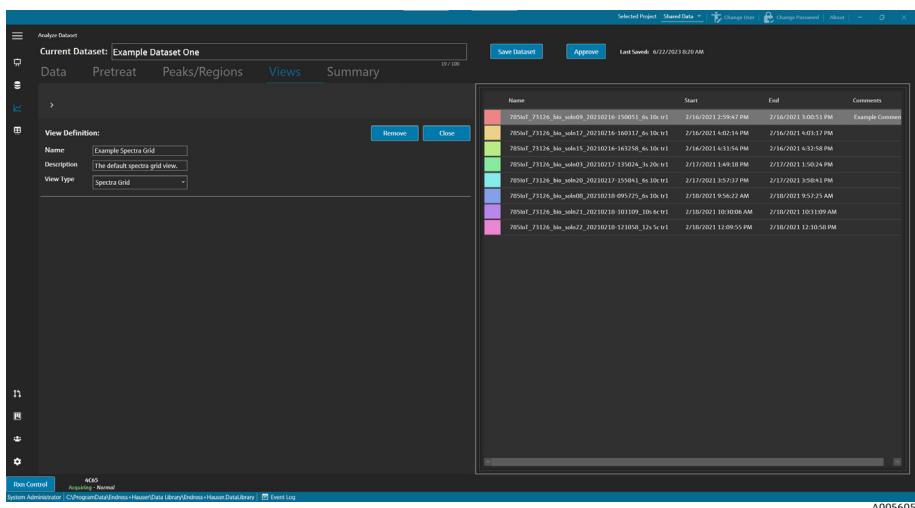 Selected Project Shared Data Change User Change Password About
Analyze Dataset
Current Dataset: Example Dataset One
19 / 100
Save Dataset Approve Last Saved: 6/22/2023 8:20 AM
Data Pretreat Peaks/Regions Views Summary
View Definition: Remove Close
Name Example Spectra Grid
Description The default spectra grid view.
View Type Spectra Grid
Name Start End Comments
785IoT_73126_bio_soln09_20210216-150051_6s 10c tr1 2/16/2021 2:59:47 PM 2/16/2021 3:00:51 PM Example Commen
785IoT_73126_bio_soln17_20210216-160317_6s 10c tr1 2/16/2021 4:02:14 PM 2/16/2021 4:03:17 PM
785IoT_73126_bio_soln15_20210216-163258_6s 10c tr1 2/16/2021 4:31:54 PM 2/16/2021 4:32:58 PM
785IoT_73126_bio_soln03_20210217-135024_3s 20c tr1 2/17/2021 1:49:18 PM 2/17/2021 1:50:24 PM
785IoT_73126_bio_soln20_20210217-155041_6s 10c tr1 2/17/2021 3:57:37 PM 2/17/2021 3:58:41 PM
785IoT_73126_bio_soln08_20210218-095725_6s 10c tr1 2/18/2021 9:56:22 AM 2/18/2021 9:57:25 AM
785IoT_73126_bio_soln21_20210218-103109_10s 6c tr1 2/18/2021 10:30:06 AM 2/18/2021 10:31:09 AM
785IoT_73126_bio_soln22_20210218-121058_12s 5c tr1 2/18/2021 12:09:55 PM 2/18/2021 12:10:58 PM
Rxn Control 4C65
Acquiring - Normal
System Administrator C:\ProgramData\Endress+Hauser\Data Library\Endress+Hauser.DataLibrary Event Log
A005605